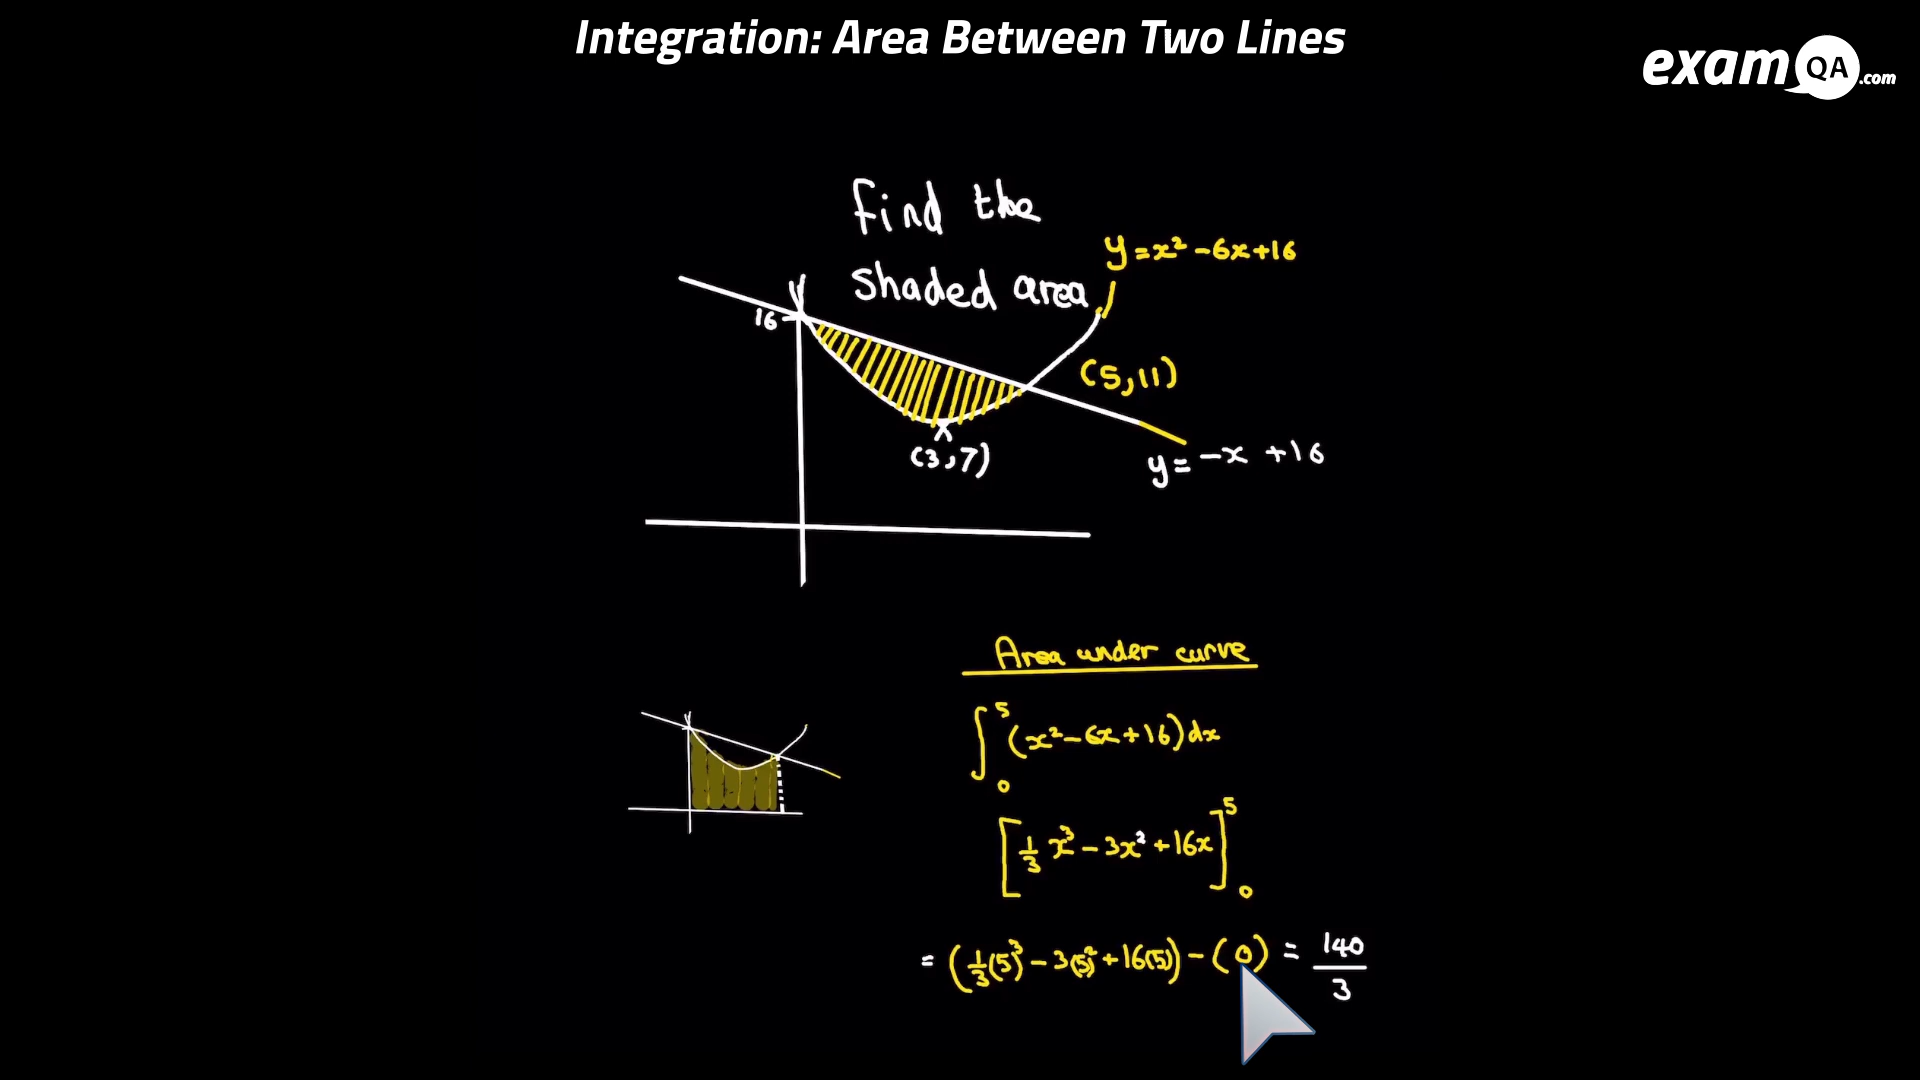 Integration: Area Between Two Lines
examQA.com
find the
shaded area
y=x²-6x+16
16
(5,11)
(3,7)
y=-x+16
Area under curve
∫₀⁵(x²-6x+16)dx
[⅓x³-3x²+16x]₀⁵
=(⅓(5)³-3(5)²+16(5))-(0)=140/3